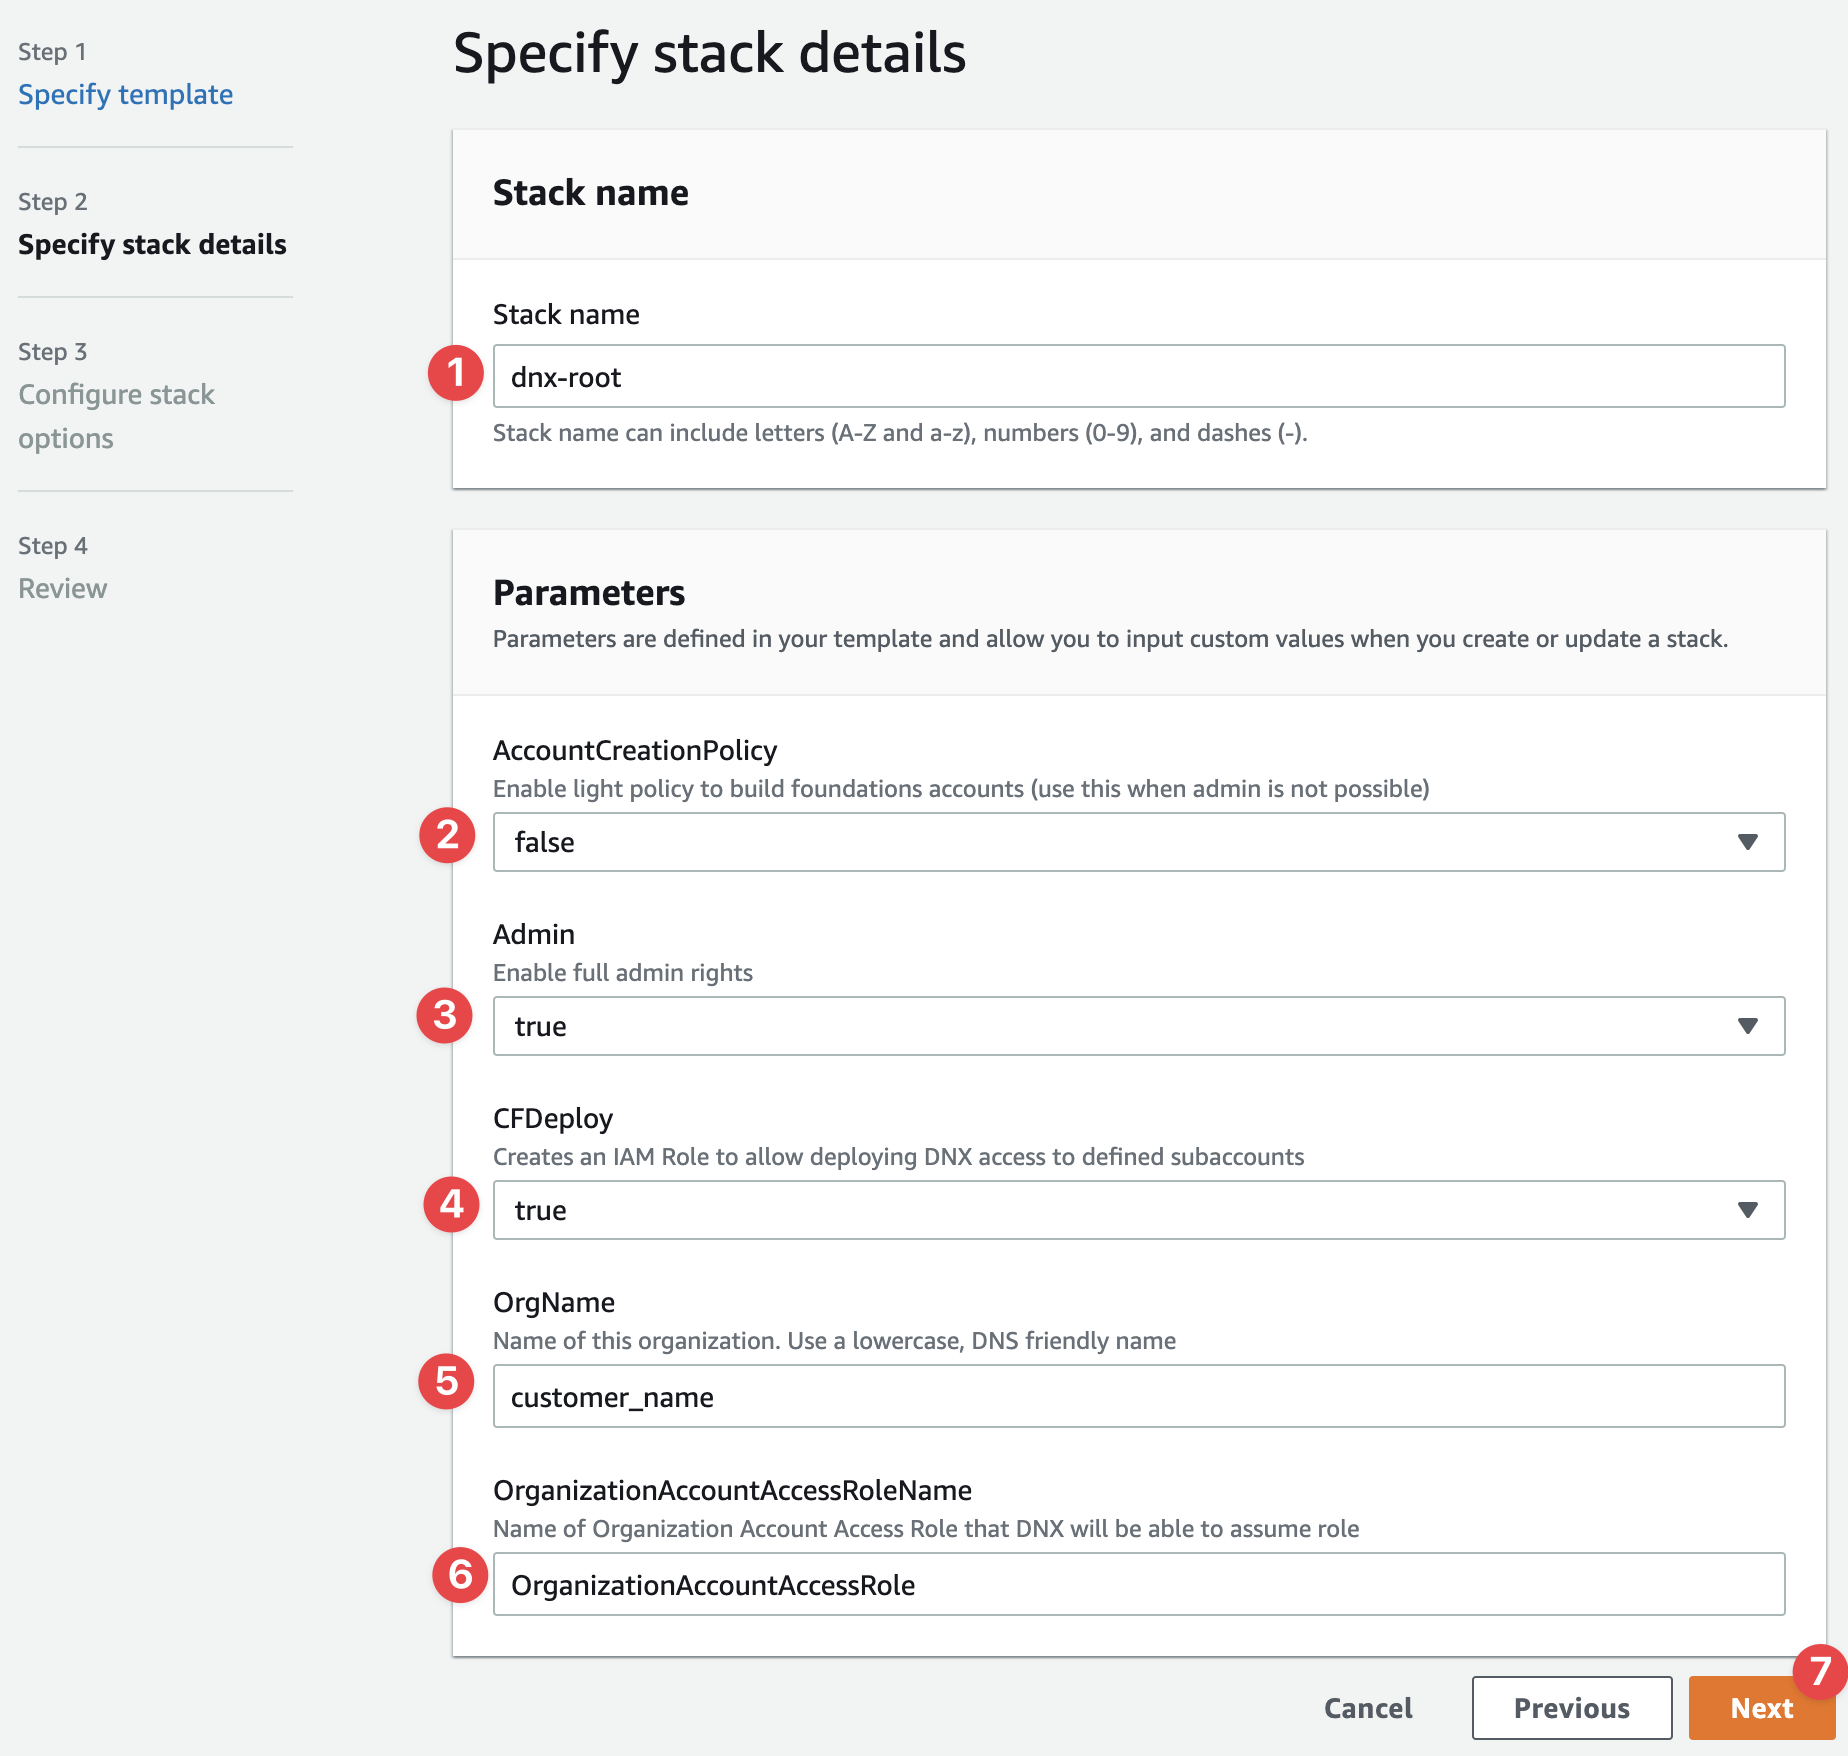 Step 1
Specify template
Step 2
Specify stack details
Step 3
Configure stack
options
Step 4
Review
Specify stack details
Stack name
Stack name
1
dnx-root
Stack name can include letters (A-Z and a-z), numbers (0-9), and dashes (-).
Parameters
Parameters are defined in your template and allow you to input custom values when you create or update a stack.
AccountCreationPolicy
Enable light policy to build foundations accounts (use this when admin is not possible)
2
false
Admin
Enable full admin rights
3
true
CFDeploy
Creates an IAM Role to allow deploying DNX access to defined subaccounts
4
true
OrgName
Name of this organization. Use a lowercase, DNS friendly name
5
customer_name
OrganizationAccountAccessRoleName
Name of Organization Account Access Role that DNX will be able to assume role
6
OrganizationAccountAccessRole
7
Cancel
Previous
Next